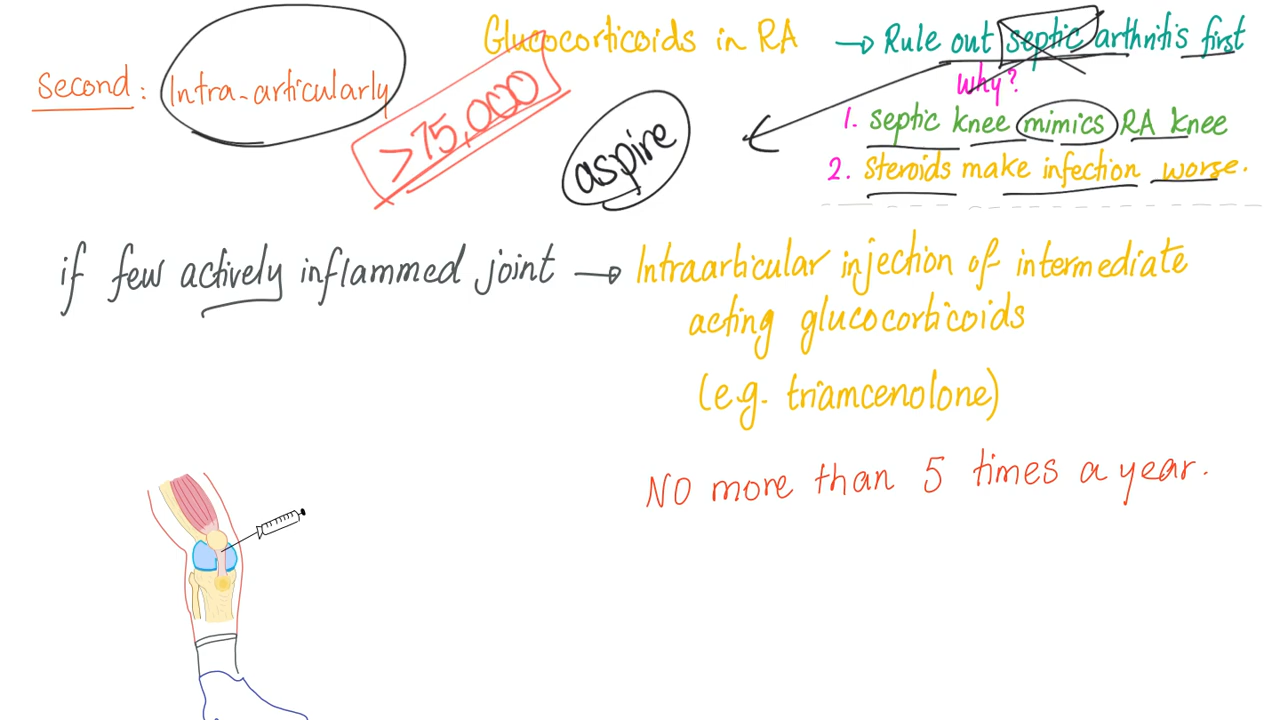 Glucocorticoids in RA → Rule out septic arthritis first
Why?
Second: Intra-articularly
>75,000
aspire
1. septic knee mimics RA knee
2. Steroids make infection worse.
if few actively inflammed joint → Intraarticular injection of intermediate
acting glucocorticoids
(e.g. triamcenolone)
NO more than 5 times a year.